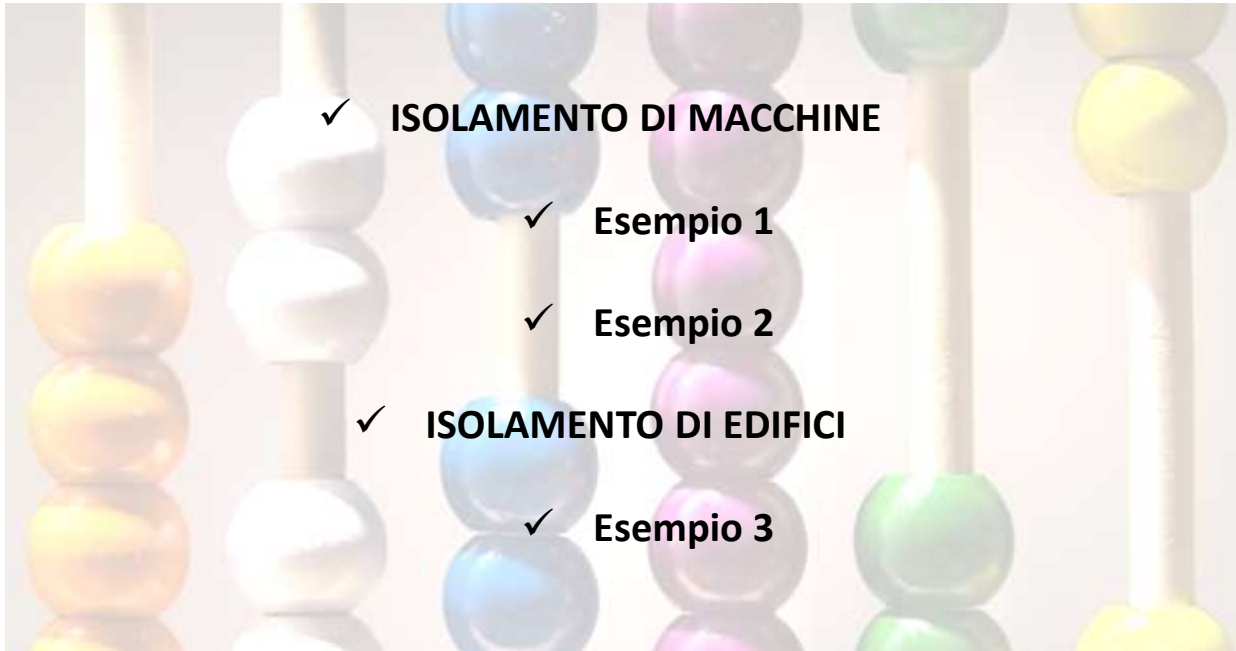 ✓ ISOLAMENTO DI MACCHINE
✓ Esempio 1
✓ Esempio 2
✓ ISOLAMENTO DI EDIFICI
✓ Esempio 3